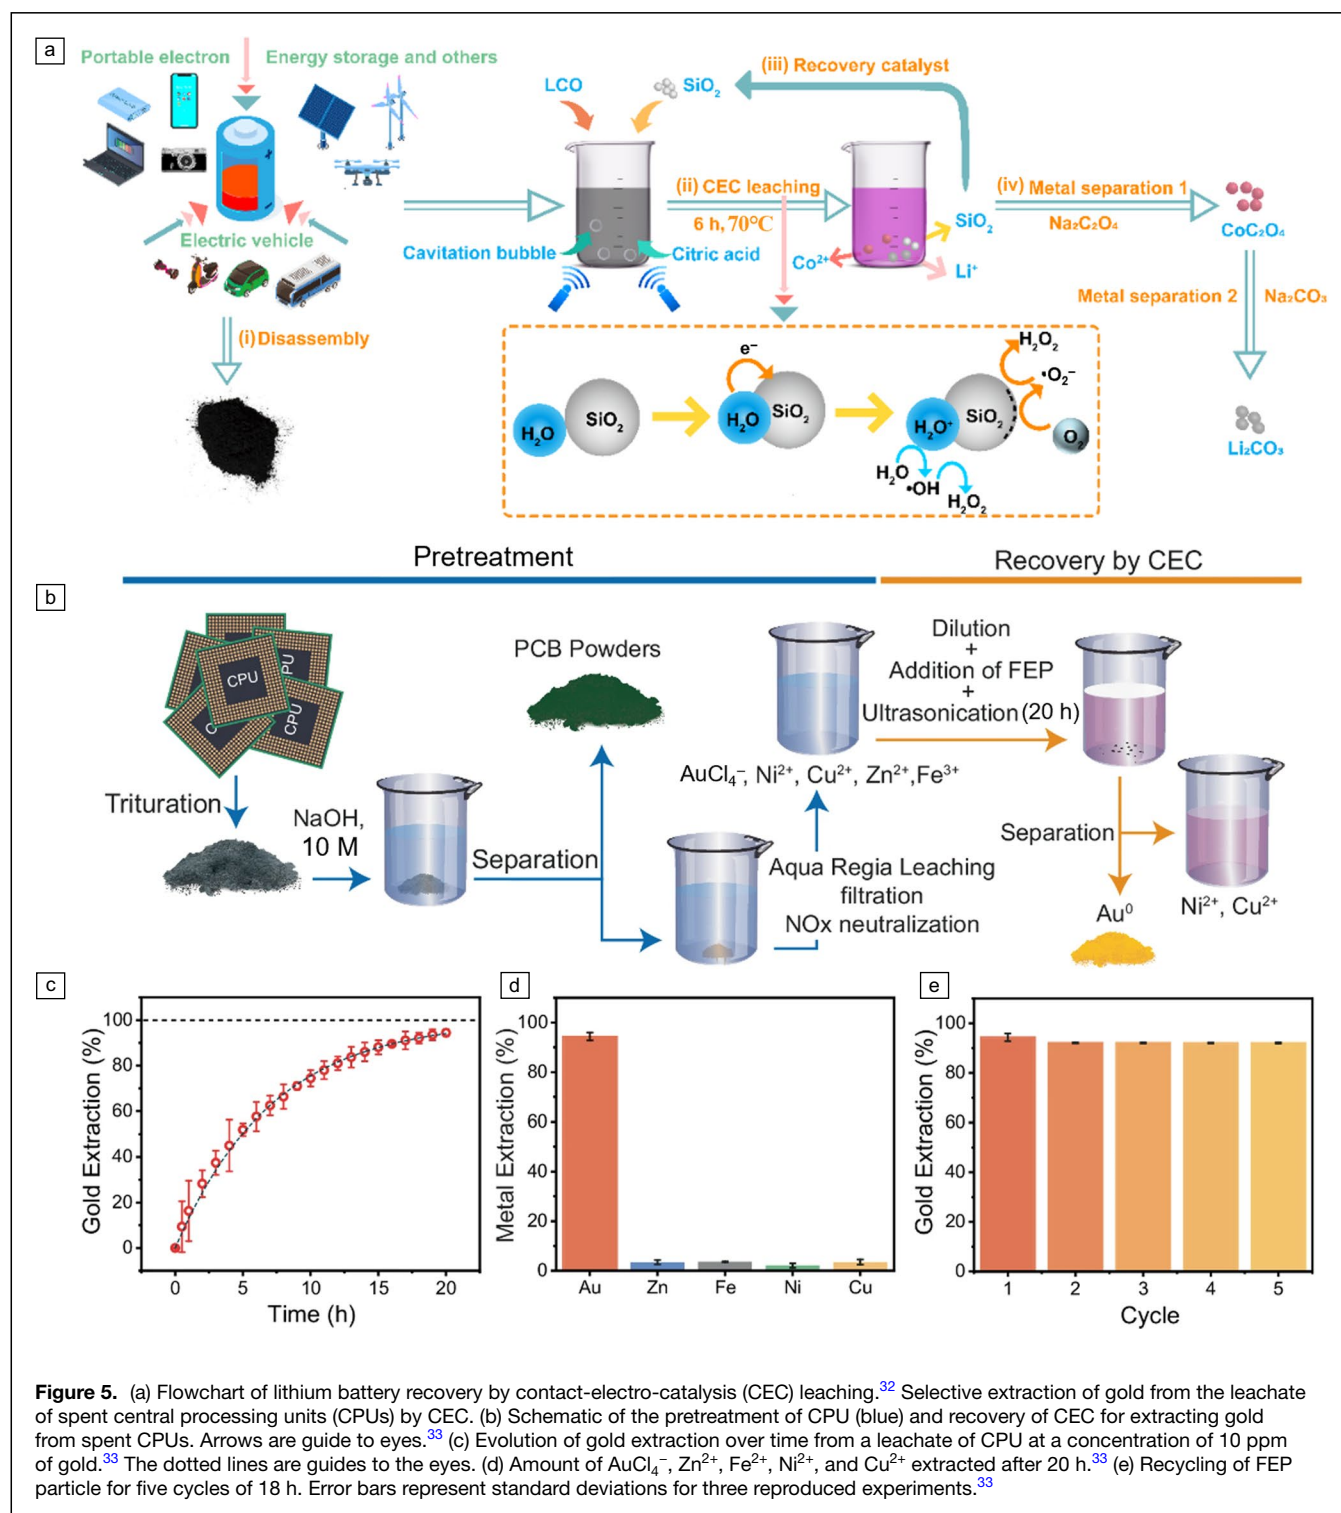 a
Portable electron
Energy storage and others
Electric vehicle
(i) Disassembly
LCO
SiO₂
(iii) Recovery catalyst
(ii) CEC leaching
6 h, 70°C
Cavitation bubble
Citric acid
Co²⁺
SiO₂
Li⁺
(iv) Metal separation 1
Na₂C₂O₄
CoC₂O₄
Metal separation 2
Na₂CO₃
Li₂CO₃
H₂O
SiO₂
e⁻
H₂O
SiO₂
H₂O⁺
SiO₂
H₂O₂
•O₂⁻
O₂
H₂O
•OH
H₂O₂
Pretreatment
Recovery by CEC
b
CPU
CPU
CPU
Trituration
NaOH,
10 M
Separation
PCB Powders
Aqua Regia Leaching
filtration
NOx neutralization
AuCl₄⁻, Ni²⁺, Cu²⁺, Zn²⁺,Fe³⁺
Dilution
+
Addition of FEP
+
Ultrasonication (20 h)
Separation
Au⁰
Ni²⁺, Cu²⁺
c
Gold Extraction (%)
100
80
60
40
20
0
0 5 10 15 20
Time (h)
d
Metal Extraction (%)
100
80
60
40
20
0
Au Zn Fe Ni Cu
e
Gold Extraction (%)
100
80
60
40
20
0
1 2 3 4 5
Cycle
Figure 5. (a) Flowchart of lithium battery recovery by contact-electro-catalysis (CEC) leaching.³² Selective extraction of gold from the leachate
of spent central processing units (CPUs) by CEC. (b) Schematic of the pretreatment of CPU (blue) and recovery of CEC for extracting gold
from spent CPUs. Arrows are guide to eyes.³³ (c) Evolution of gold extraction over time from a leachate of CPU at a concentration of 10 ppm
of gold.³³ The dotted lines are guides to the eyes. (d) Amount of AuCl₄⁻, Zn²⁺, Fe²⁺, Ni²⁺, and Cu²⁺ extracted after 20 h.³³ (e) Recycling of FEP
particle for five cycles of 18 h. Error bars represent standard deviations for three reproduced experiments.³³